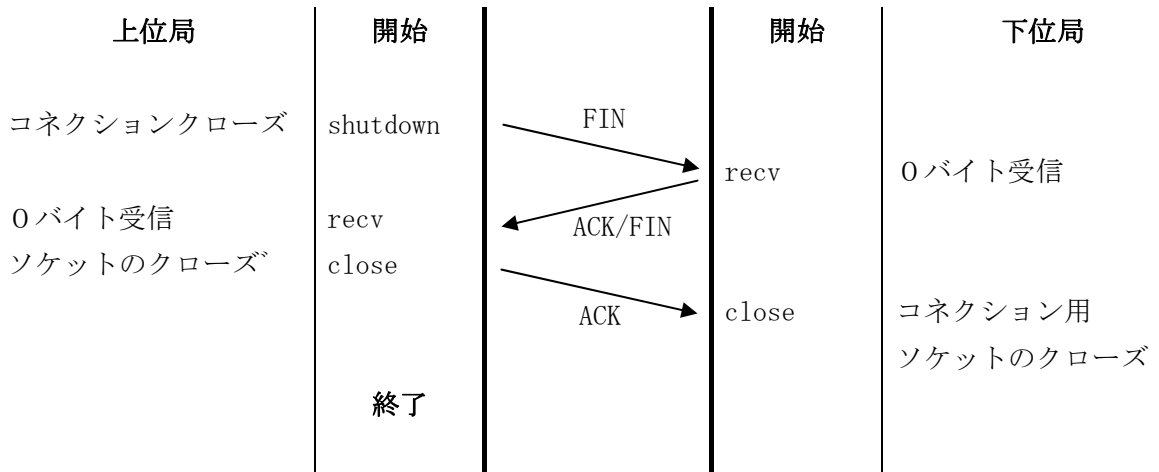 上位局 開始 開始 下位局
コネクションクローズ shutdown FIN
recv 0バイト受信
0バイト受信 recv ACK/FIN
ソケットのクローズ゛ close
ACK close コネクション用
ソケットのクローズ
終了